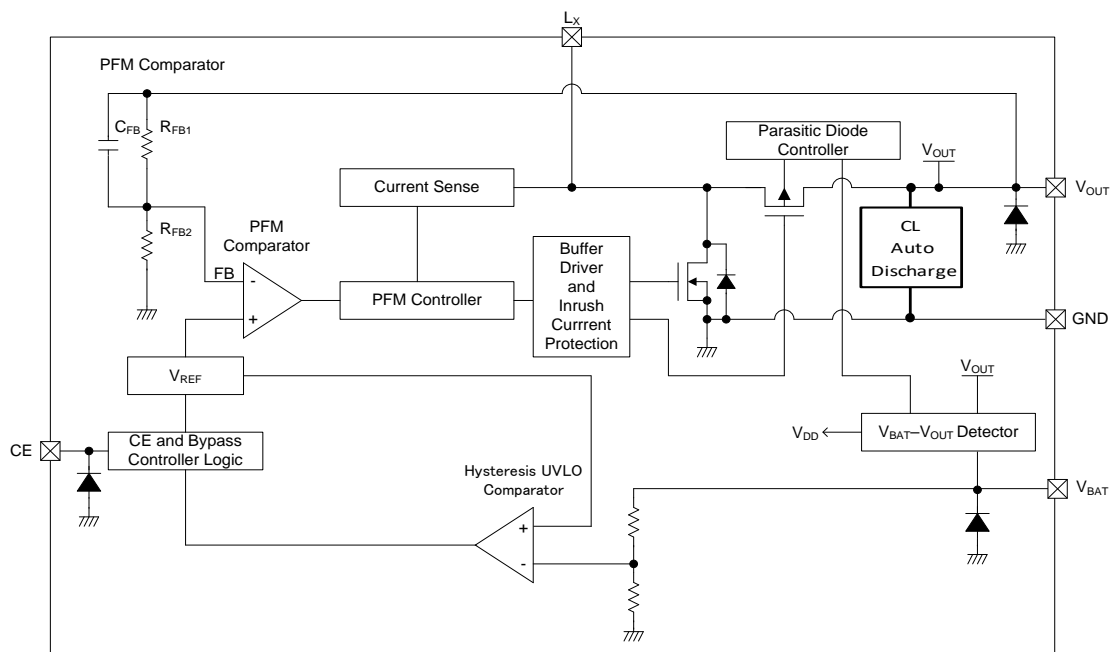 LX
PFM Comparator
CFB
RFB1
Parasitic Diode
Controller
VOUT
Current Sense
VOUT
RFB2
PFM
Comparator
Buffer
Driver
and
Inrush
Currrent
Protection
CL
Auto
Discharge
FB
-
+
PFM Controller
GND
VREF
VOUT
CE
CE and Bypass
Controller Logic
VDD
VBAT–VOUT Detector
Hysteresis UVLO
Comparator
VBAT
+
-